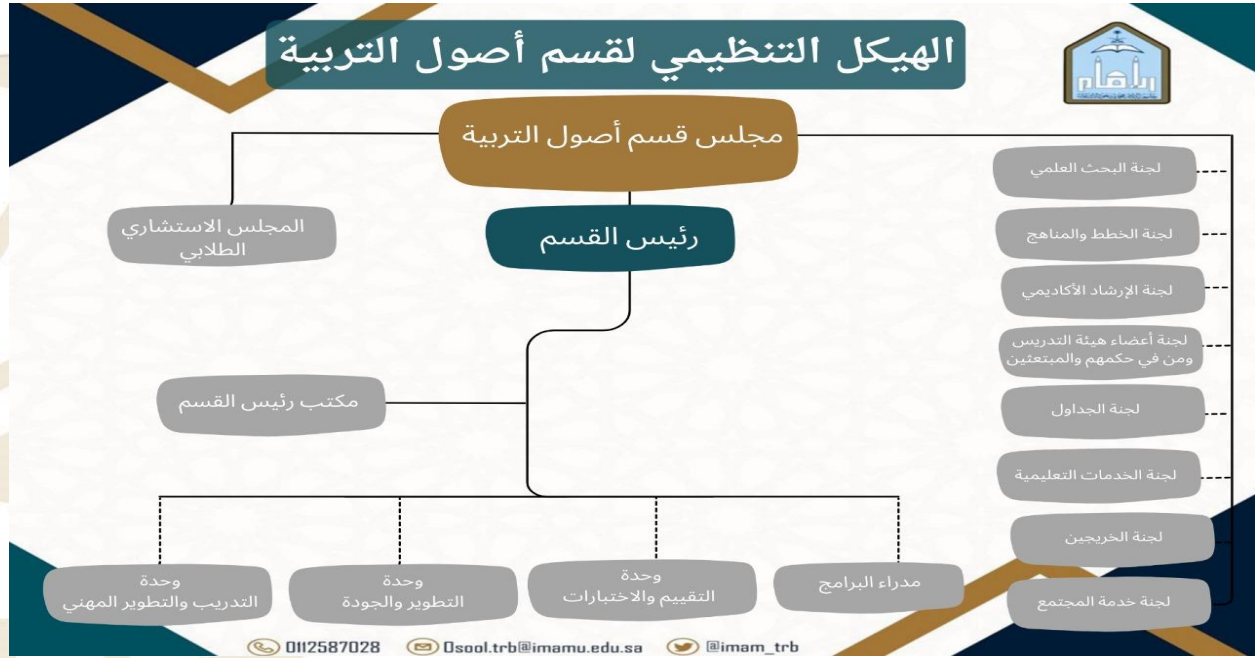 الهيكل التنظيمي لقسم أصول التربية
مجلس قسم أصول التربية
رئيس القسم
المجلس الاستشاري
الطلابي
لجنة البحث العلمي
لجنة الخطط والمناهج
لجنة الإرشاد الأكاديمي
لجنة أعضاء هيئة التدريس
ومن في حكمهم والمبتعثين
لجنة الجداول
لجنة الخدمات التعليمية
لجنة الخريجين
لجنة خدمة المجتمع
مكتب رئيس القسم
مدراء البرامج
وحدة
التقييم والاختبارات
وحدة
التطوير والجودة
وحدة
التدريب والتطوير المهني
0112587028
Osool.trb@imamu.edu.sa
@imam_trb